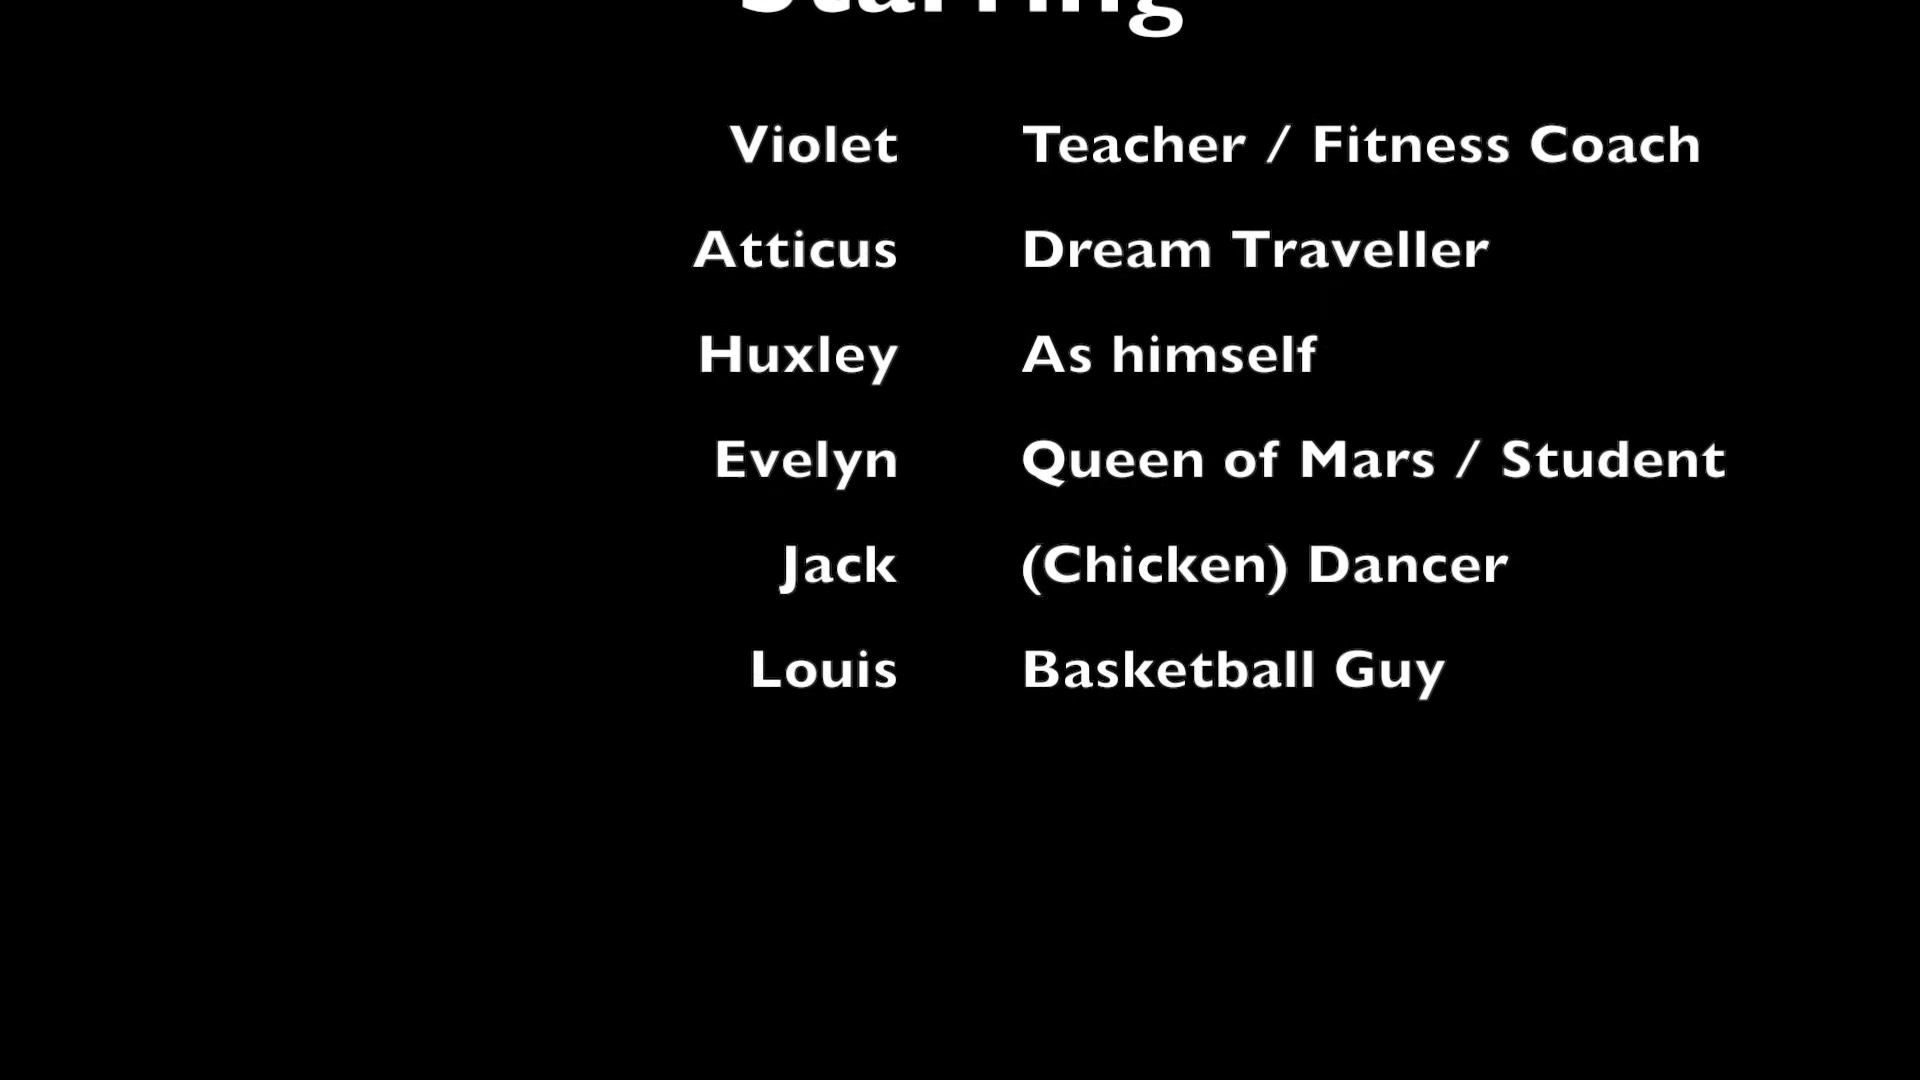 Starring
Violet Teacher / Fitness Coach
Atticus Dream Traveller
Huxley As himself
Evelyn Queen of Mars / Student
Jack (Chicken) Dancer
Louis Basketball Guy